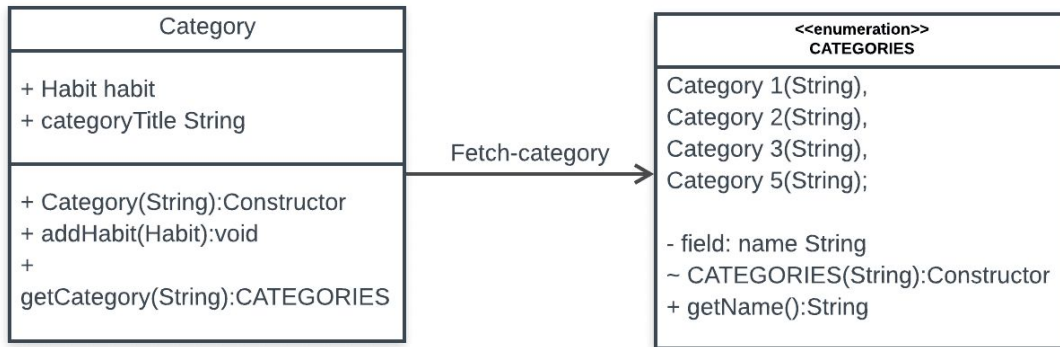 Category
+ Habit habit
+ categoryTitle String
+ Category(String):Constructor
+ addHabit(Habit):void
+
getCategory(String):CATEGORIES
Fetch-category
<<enumeration>>
CATEGORIES
Category 1(String),
Category 2(String),
Category 3(String),
Category 5(String);
- field: name String
~ CATEGORIES(String):Constructor
+ getName():String